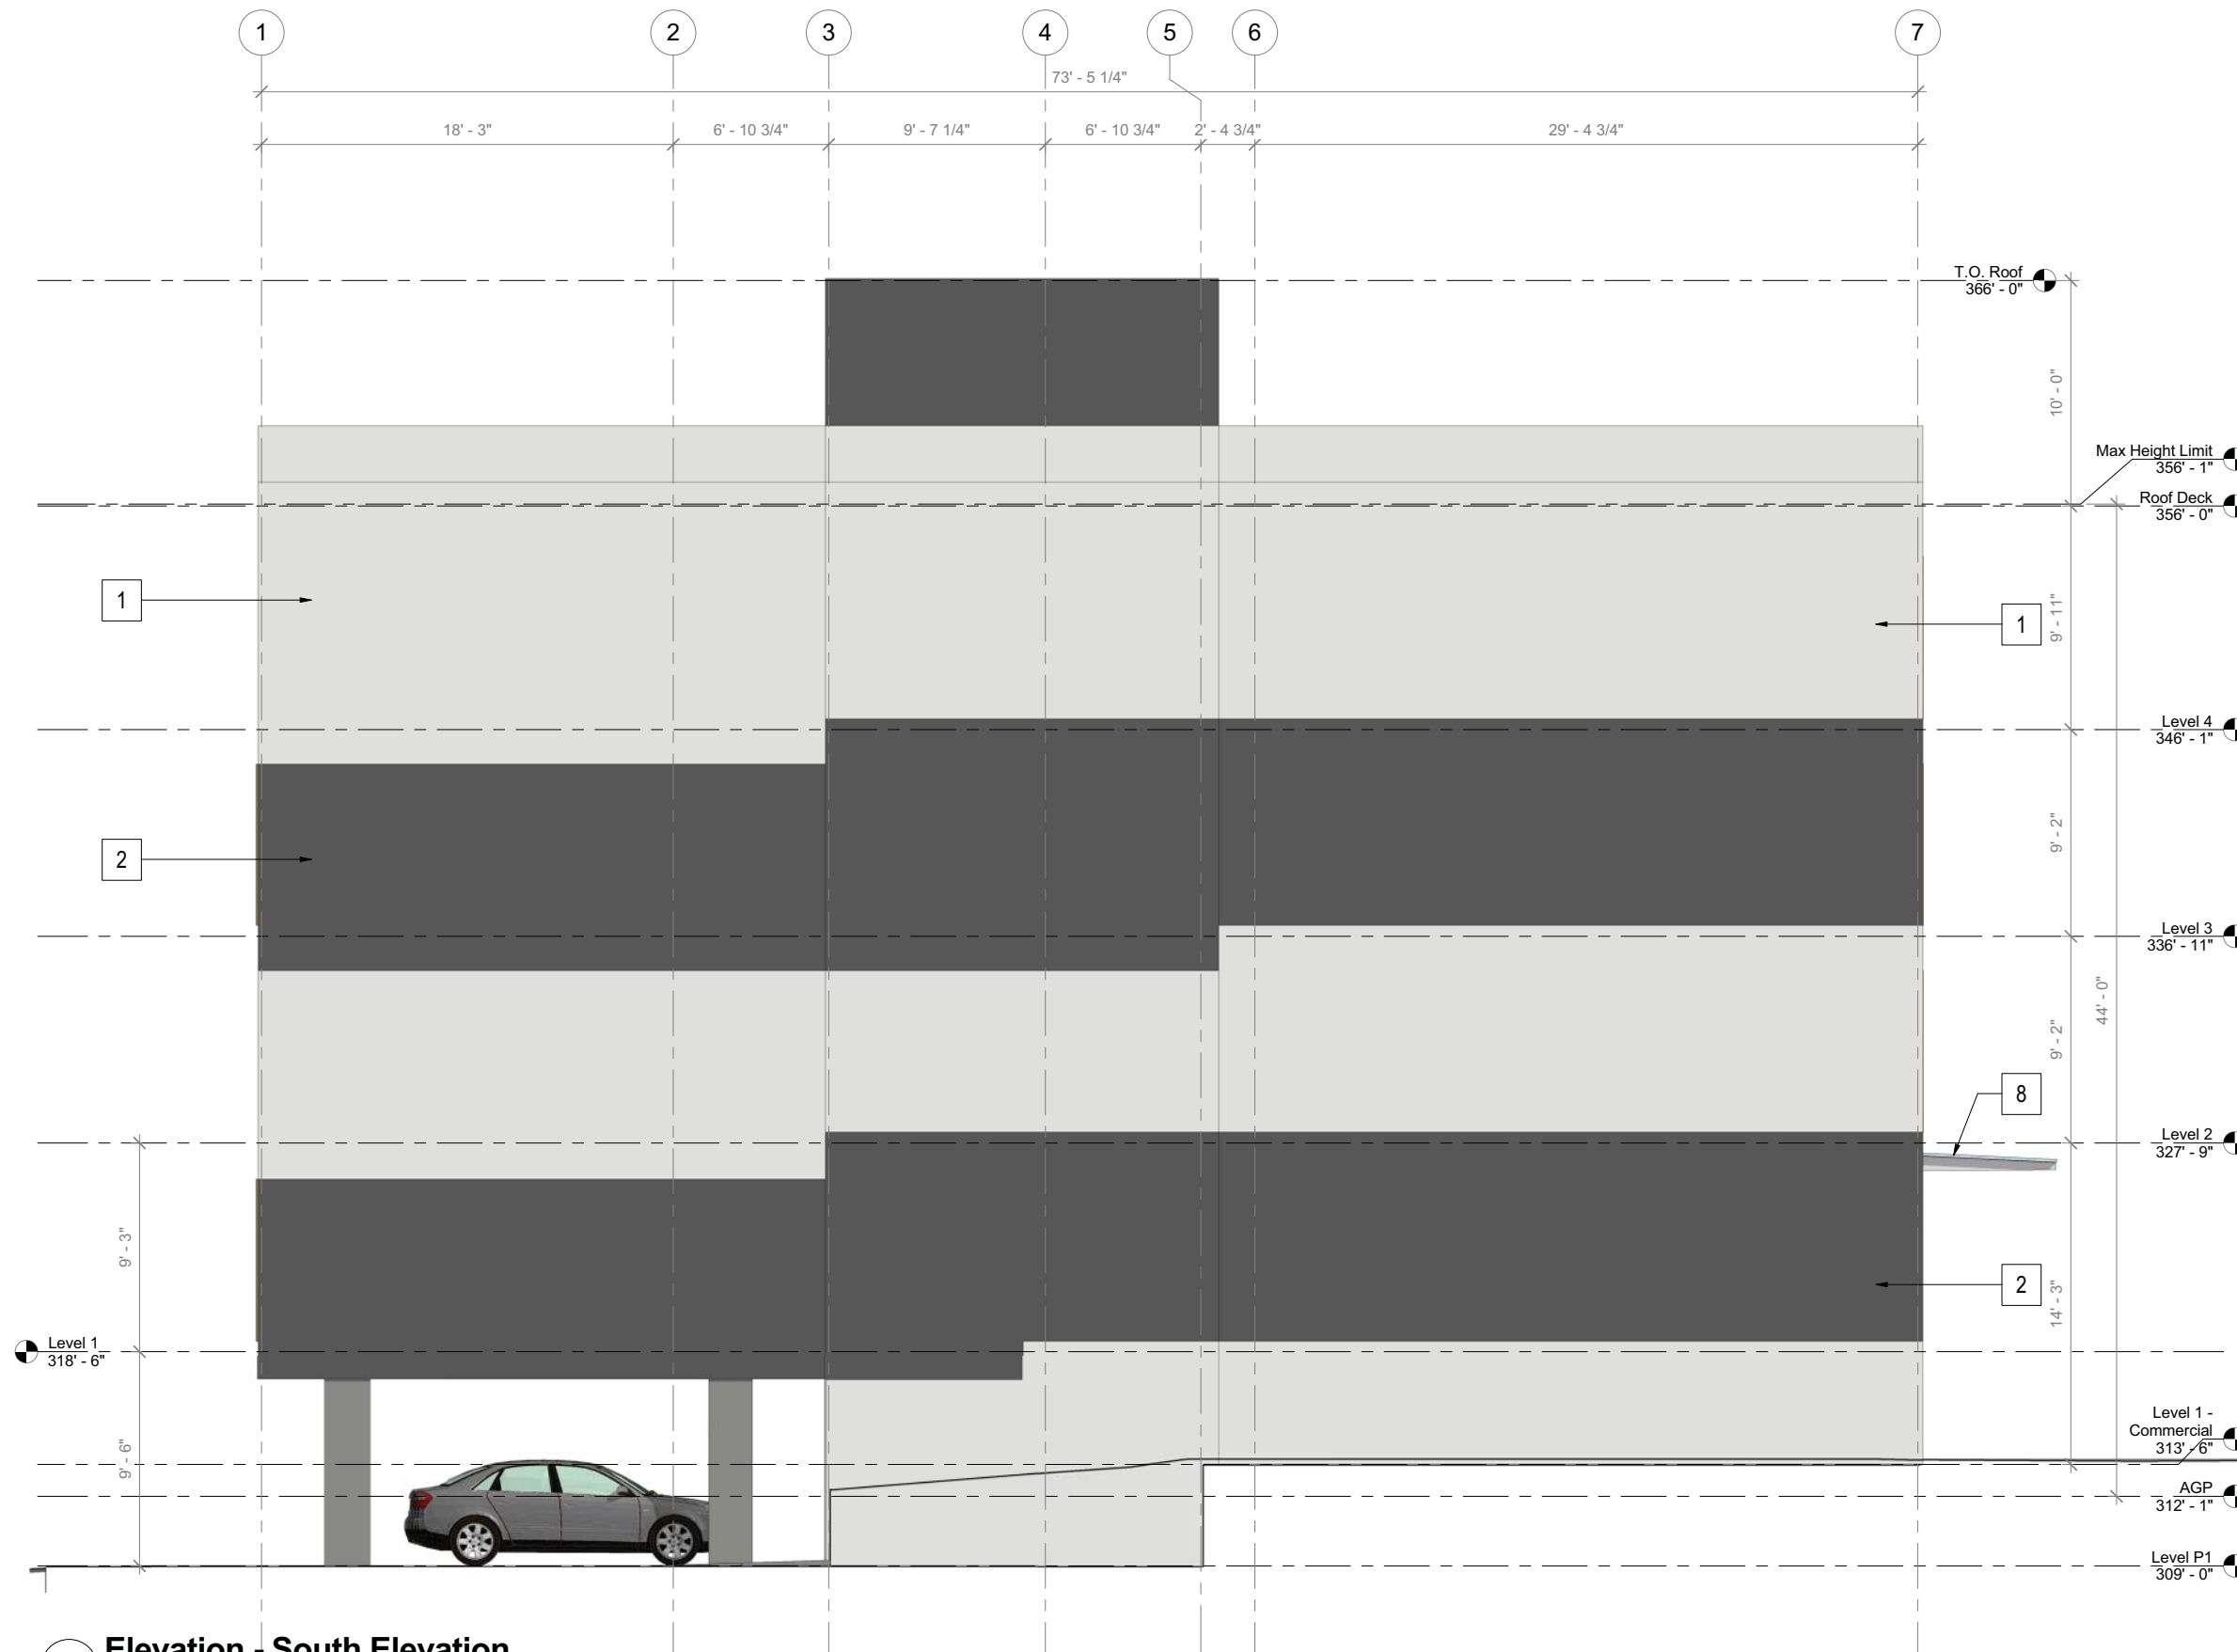 1 2 3 4 5 6 7
73' - 5 1/4"
18' - 3" 6' - 10 3/4" 9' - 7 1/4" 6' - 10 3/4" 2' - 4 3/4" 29' - 4 3/4"
T.O. Roof
366' - 0"
10' - 0"
Max Height Limit
356' - 1"
Roof Deck
356' - 0"
1
1
9' - 11"
Level 4
346' - 1"
2
9' - 2"
Level 3
336' - 11"
44' - 0"
9' - 2"
8
Level 2
327' - 9"
9' - 3"
2
14' - 3"
Level 1
318' - 6"
Level 1 -
Commercial
313' - 6"
9' - 6"
AGP
312' - 1"
Level P1
309' - 0"
Elevation - South Elevation